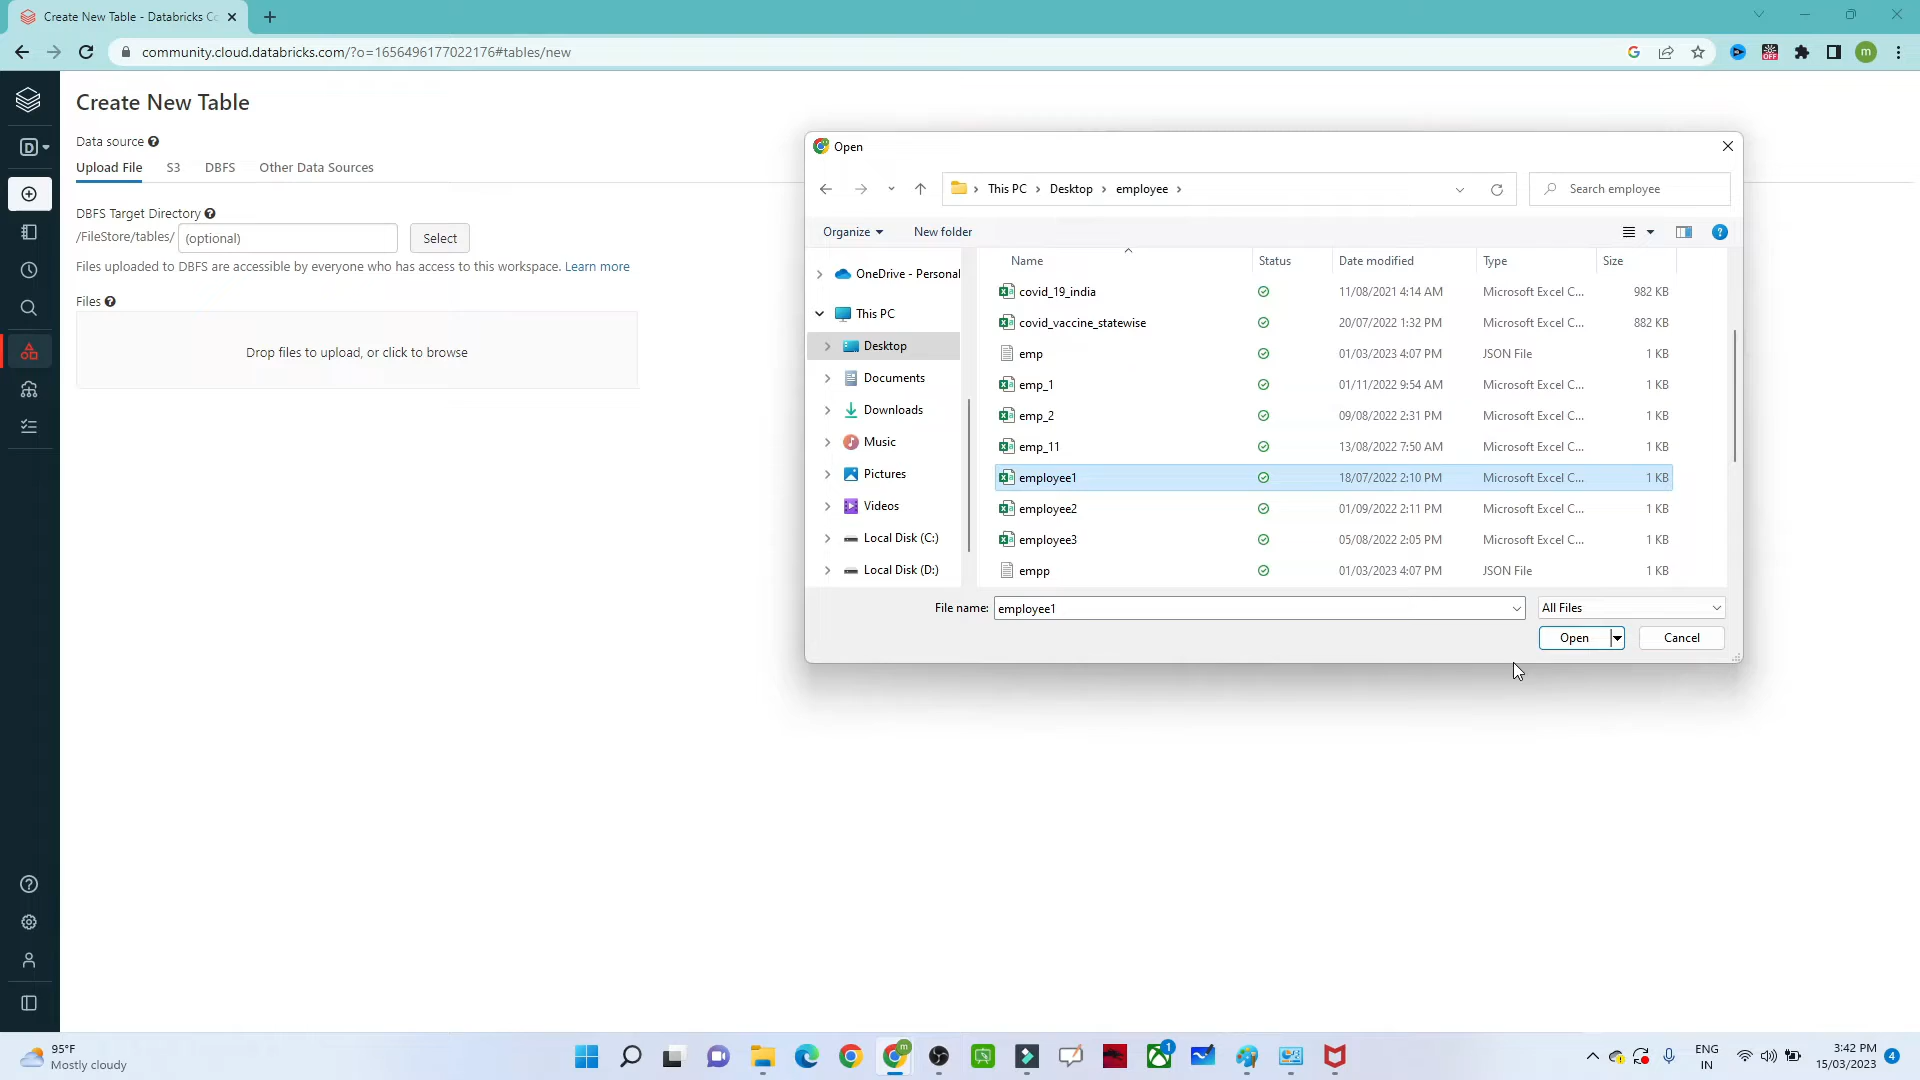 Create New Table - Databricks Cc
community.cloud.databricks.com/?o=1656496177022176#tables/new
OFF
m
D
Create New Table
Data source
Upload File
S3
DBFS
Other Data Sources
DBFS Target Directory
/FileStore/tables/
(optional)
Select
Files uploaded to DBFS are accessible by everyone who has access to this workspace. Learn more
Files
Drop files to upload, or click to browse
Open
This PC
Desktop
employee
Search employee
Organize
New folder
OneDrive - Personal
This PC
Desktop
Documents
Downloads
Music
Pictures
Videos
Local Disk (C:)
Local Disk (D:)
Name Status Date modified Type Size
covid_19_india 11/08/2021 4:14 AM Microsoft Excel C... 982 KB
covid_vaccine_statewise 20/07/2022 1:32 PM Microsoft Excel C... 882 KB
emp 01/03/2023 4:07 PM JSON File 1 KB
emp_1 01/11/2022 9:54 AM Microsoft Excel C... 1 KB
emp_2 09/08/2022 2:31 PM Microsoft Excel C... 1 KB
emp_11 13/08/2022 7:50 AM Microsoft Excel C... 1 KB
employee1 18/07/2022 2:10 PM Microsoft Excel C... 1 KB
employee2 01/09/2022 2:11 PM Microsoft Excel C... 1 KB
employee3 05/08/2022 2:05 PM Microsoft Excel C... 1 KB
empp 01/03/2023 4:07 PM JSON File 1 KB
File name: employee1
All Files
Open
Cancel
95°F
Mostly cloudy
m
1
ENG
IN
3:42 PM
15/03/2023
4